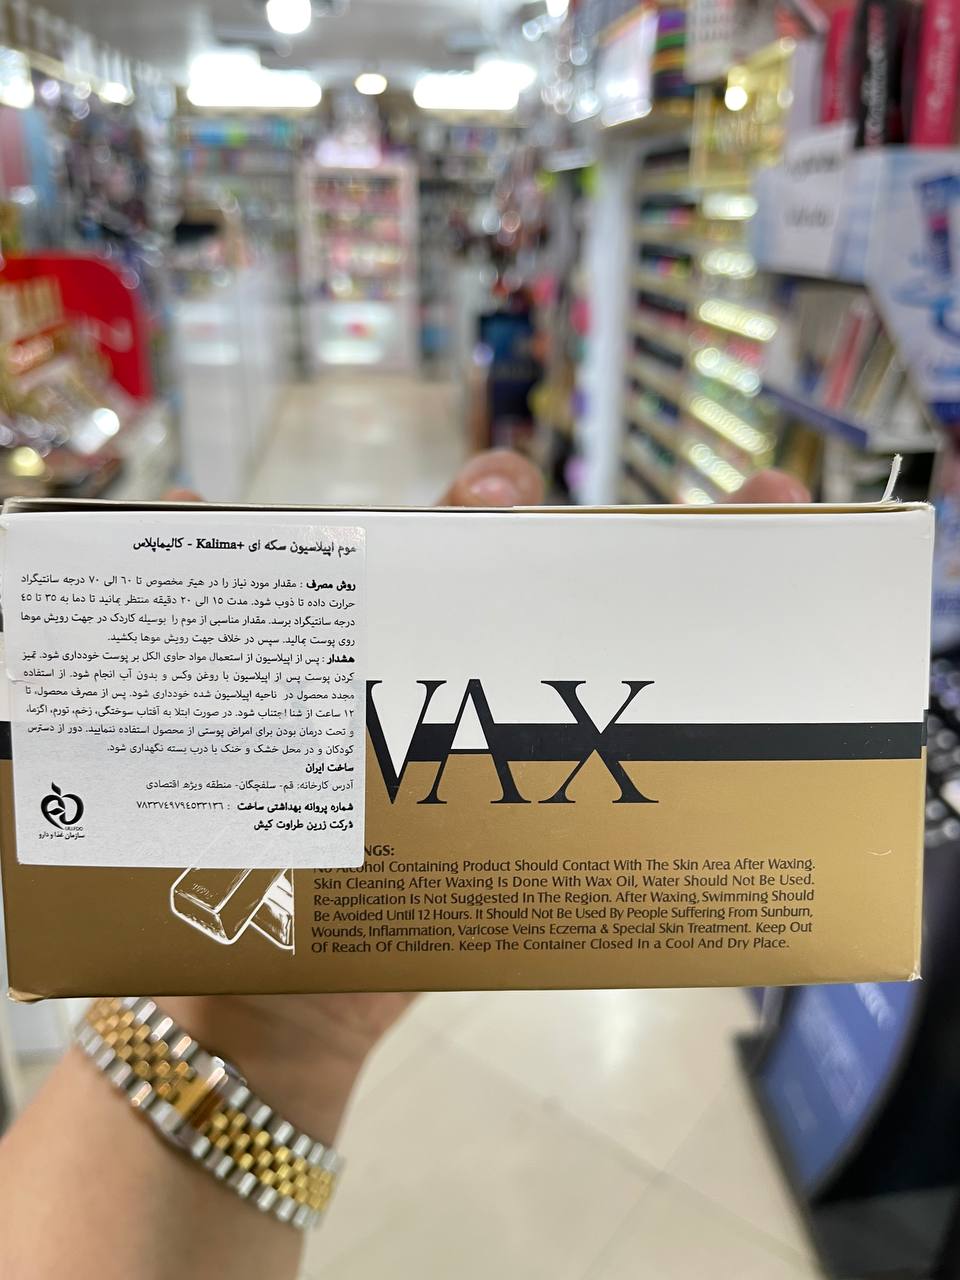 موم اپیلاسیون سکه ای +Kalima - کالیماپلاس
روش مصرف : مقدار مورد نیاز را در هیتر مخصوص تا ٦٠ الی ٧٠ درجه سانتیگراد
حرارت داده تا ذوب شود. مدت ١٥ الی ٢٠ دقیقه منتظر بمانید تا دما به ٣٥ تا ٤٥
درجه سانتیگراد برسد. مقدار مناسبی از موم را بوسیله کاردک در جهت رویش موها
روی پوست بمالید. سپس در خلاف جهت رویش موها بکشید.
هشدار : پس از اپیلاسیون از استعمال مواد حاوی الکل بر پوست خودداری شود. تمیز
کردن پوست پس از اپیلاسیون با روغن وکس و بدون آب انجام شود. از استفاده
مجدد محصول در ناحیه اپیلاسیون شده خودداری شود. پس از مصرف محصول، تا
١٢ ساعت از شنا اجتناب شود. در صورت ابتلا به آفتاب سوختگی، زخم، تورم، اگزما،
و تحت درمان بودن برای امراض پوستی از محصول استفاده ننمایید. دور از دسترس
کودکان و در محل خشک و خنک با درب بسته نگهداری شود.
ساخت ایران
آدرس کارخانه: قم- سلفچگان- منطقه ویژه اقتصادی
شماره پروانه بهداشتی ساخت : ٧٨٣٣٧٤٩٧٩٤٥٣٣١٣٦
شرکت زرین طراوت کیش
سازمان غذا و دارو
WAX
NGS:
No Alcohol Containing Product Should Contact With The Skin Area After Waxing.
Skin Cleaning After Waxing Is Done With Wax Oil, Water Should Not Be Used.
Re-application Is Not Suggested In The Region. After Waxing, Swimming Should
Be Avoided Until 12 Hours. It Should Not Be Used By People Suffering From Sunburn,
Wounds, Inflammation, Varicose Veins Eczema & Special Skin Treatment. Keep Out
Of Reach Of Children. Keep The Container Closed In a Cool And Dry Place.